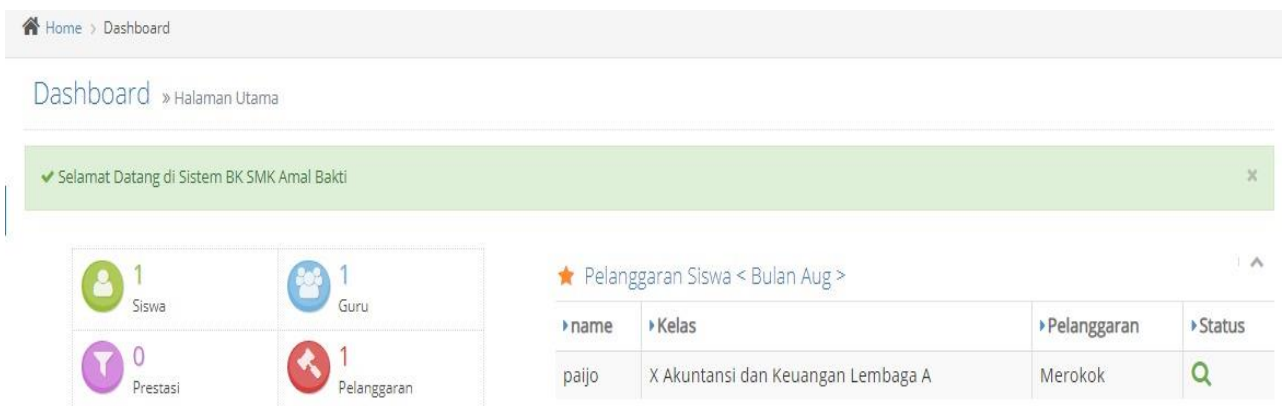 Home > Dashboard
Dashboard » Halaman Utama
Selamat Datang di Sistem BK SMK Amal Bakti ×
1
Siswa
1
Guru
0
Prestasi
1
Pelanggaran
Pelanggaran Siswa < Bulan Aug >
name Kelas Pelanggaran Status
paijo X Akuntansi dan Keuangan Lembaga A Merokok